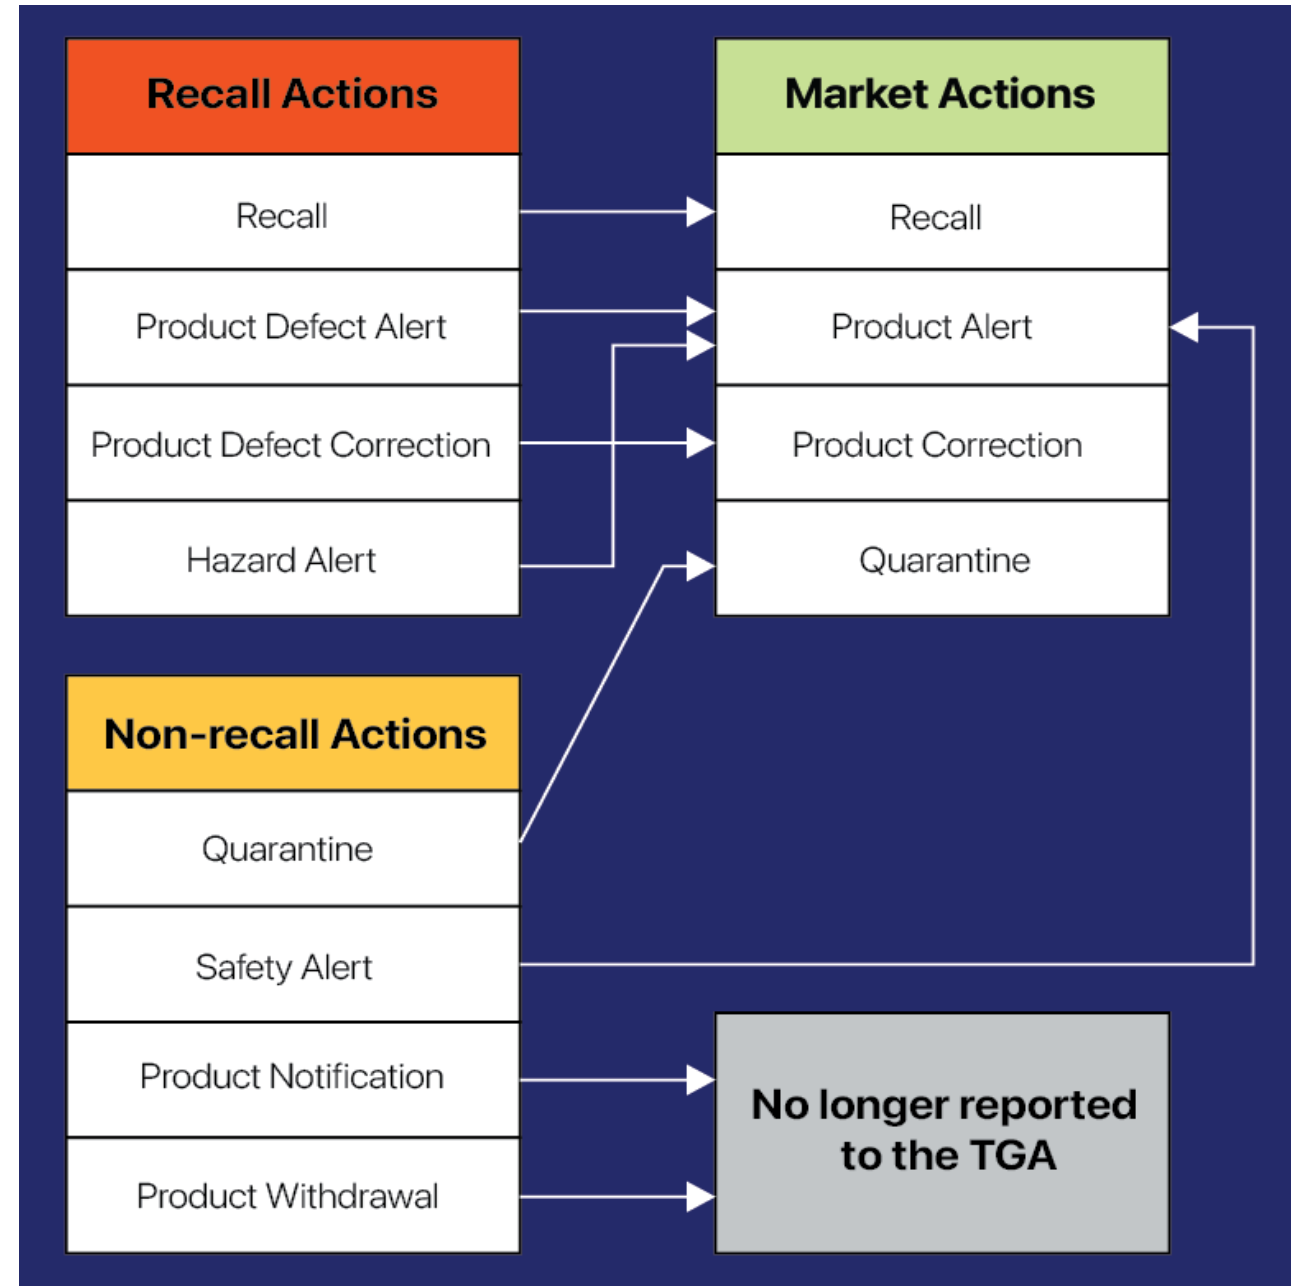 Recall Actions
Recall
Product Defect Alert
Product Defect Correction
Hazard Alert
Market Actions
Recall
Product Alert
Product Correction
Quarantine
Non-recall Actions
Quarantine
Safety Alert
Product Notification
Product Withdrawal
No longer reported
to the TGA